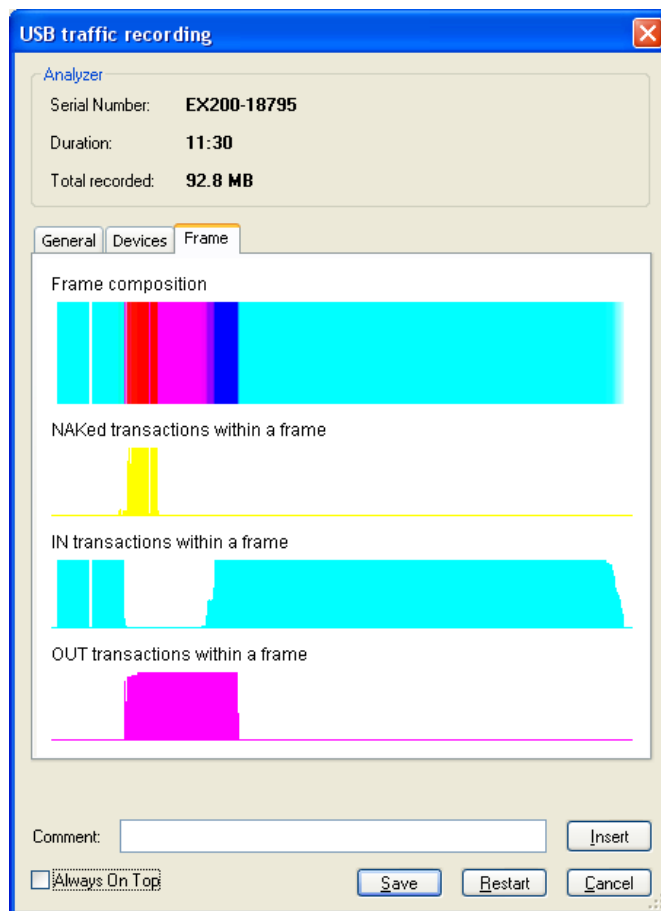 USB traffic recording
Analyzer
Serial Number: EX200-18795
Duration: 11:30
Total recorded: 92.8 MB
General Devices Frame
Frame composition
NAKed transactions within a frame
IN transactions within a frame
OUT transactions within a frame
Comment: Insert
Always On Top Save Restart Cancel